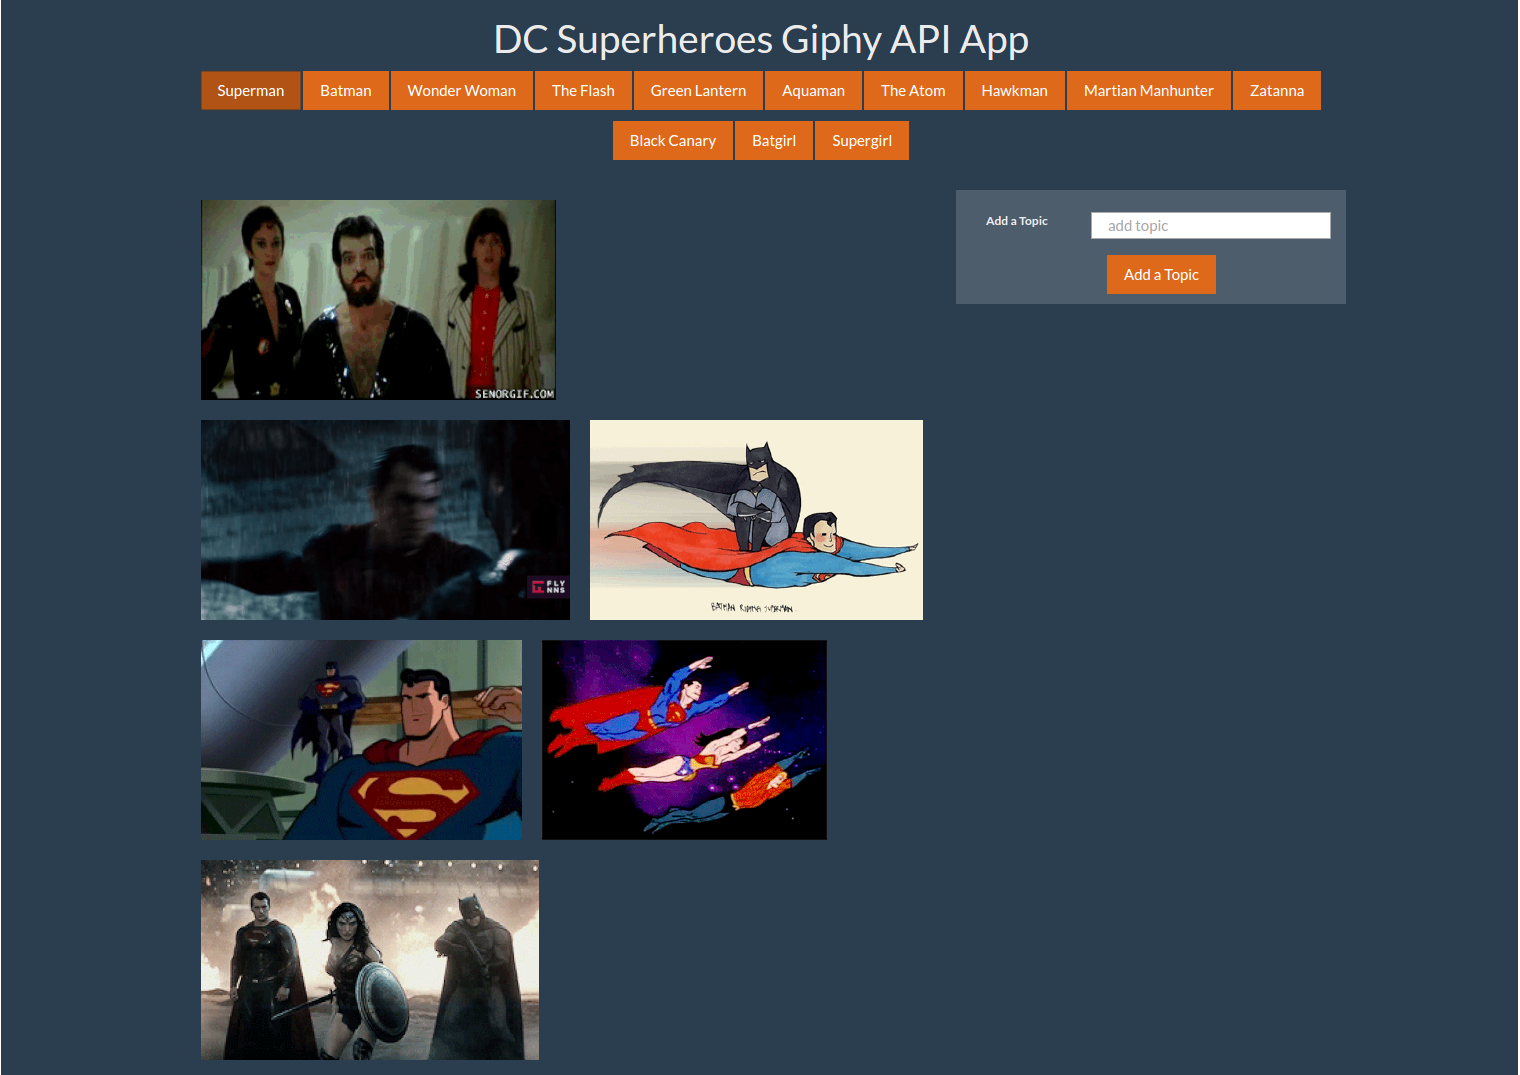 DC Superheroes Giphy API App
Superman Batman Wonder Woman The Flash Green Lantern Aquaman The Atom Hawkman Martian Manhunter Zatanna
Black Canary Batgirl Supergirl
Add a Topic
add topic
Add a Topic
SENORGIF.COM
FLY
NNS
BATMAN RIDING SUPERMAN